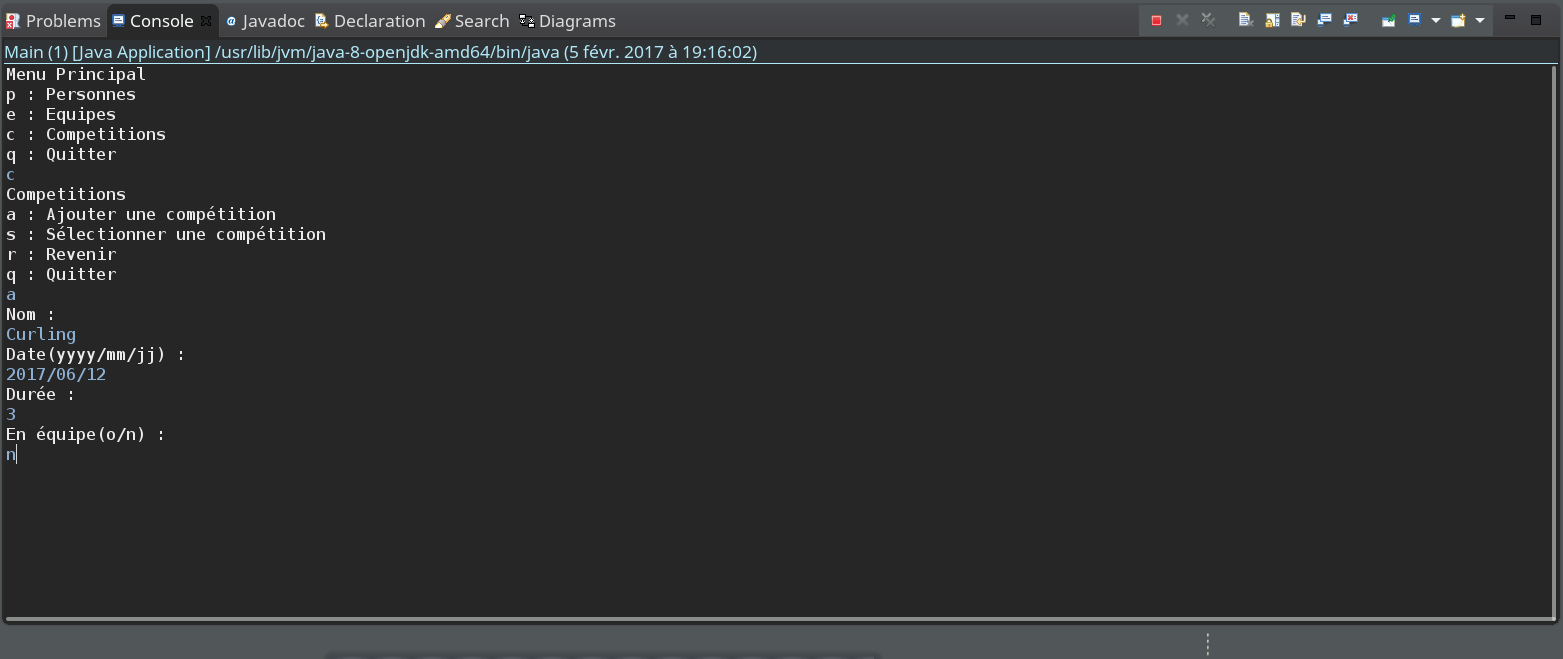 Problems Console Javadoc Declaration Search Diagrams
Main (1) [Java Application] /usr/lib/jvm/java-8-openjdk-amd64/bin/java (5 févr. 2017 à 19:16:02)
Menu Principal
p : Personnes
e : Equipes
c : Competitions
q : Quitter
c
Competitions
a : Ajouter une compétition
s : Sélectionner une compétition
r : Revenir
q : Quitter
a
Nom :
Curling
Date(yyyy/mm/jj) :
2017/06/12
Durée :
3
En équipe(o/n) :
n